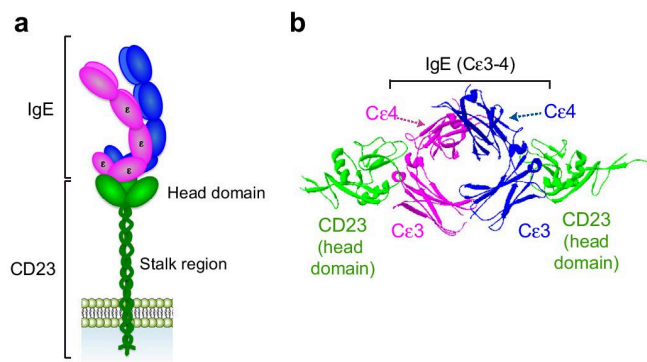 a
IgE
ε
ε
ε
ε
Head domain
CD23
Stalk region
b
IgE (Cε3-4)
Cε4
Cε4
CD23
(head
domain)
Cε3
Cε3
CD23
(head
domain)